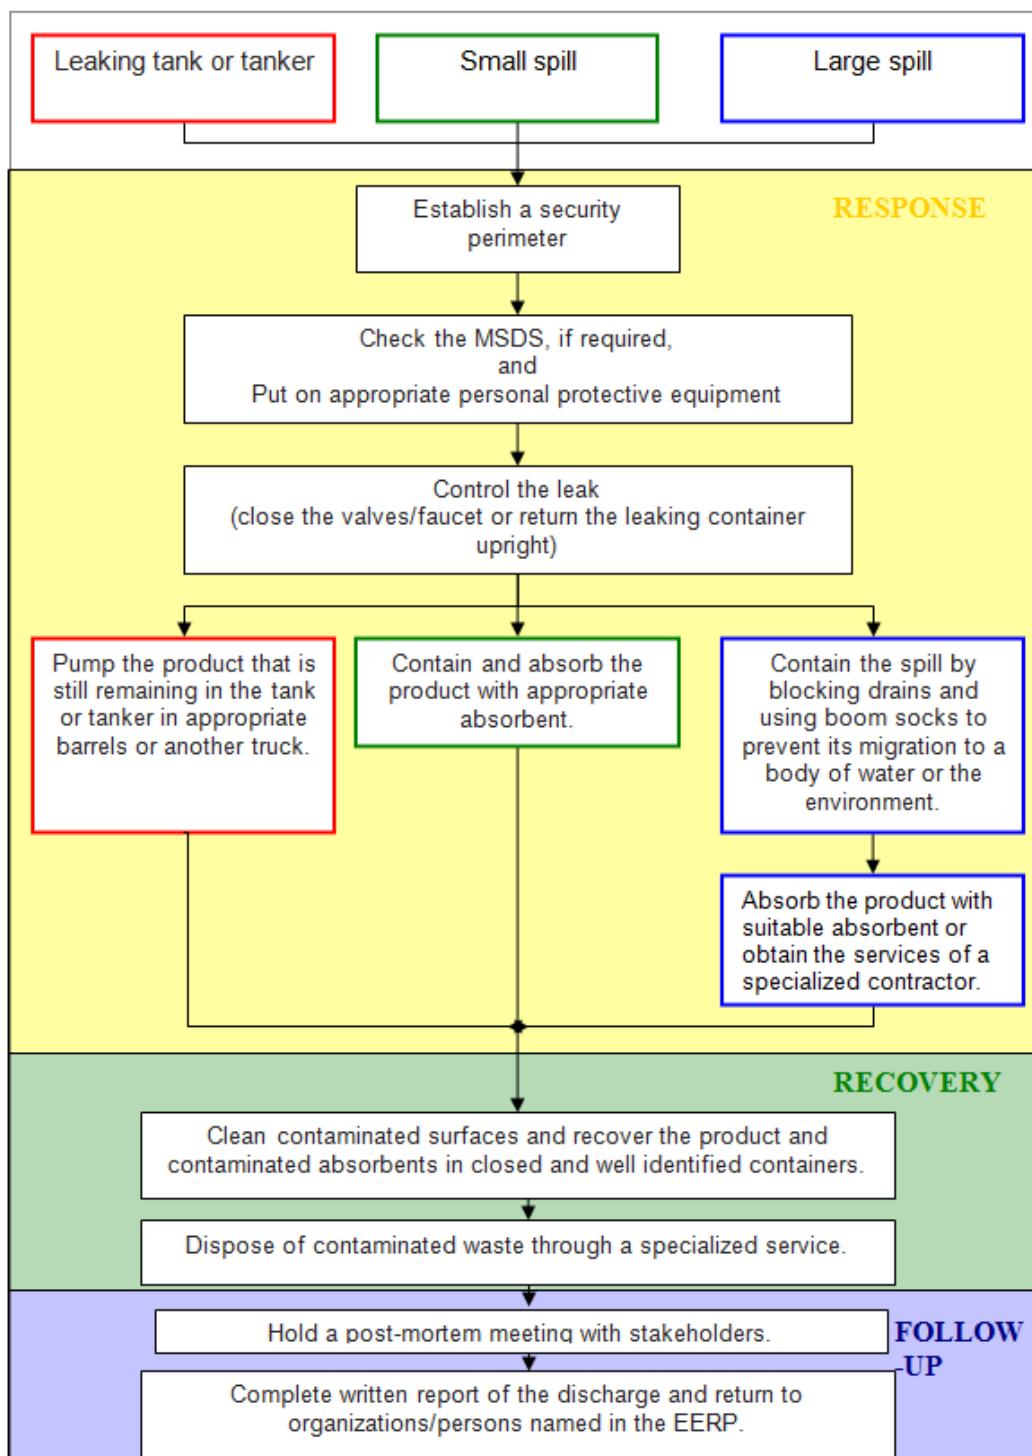 Leaking tank or tanker
Small spill
Large spill
RESPONSE
Establish a security
perimeter
Check the MSDS, if required,
and
Put on appropriate personal protective equipment
Control the leak
(close the valves/faucet or return the leaking container
upright)
Pump the product that is
still remaining in the tank
or tanker in appropriate
barrels or another truck.
Contain and absorb the
product with appropriate
absorbent.
Contain the spill by
blocking drains and
using boom socks to
prevent its migration to a
body of water or the
environment.
Absorb the product with
suitable absorbent or
obtain the services of a
specialized contractor.
RECOVERY
Clean contaminated surfaces and recover the product and
contaminated absorbents in closed and well identified containers.
Dispose of contaminated waste through a specialized service.
FOLLOW
-UP
Hold a post-mortem meeting with stakeholders.
Complete written report of the discharge and return to
organizations/persons named in the EERP.